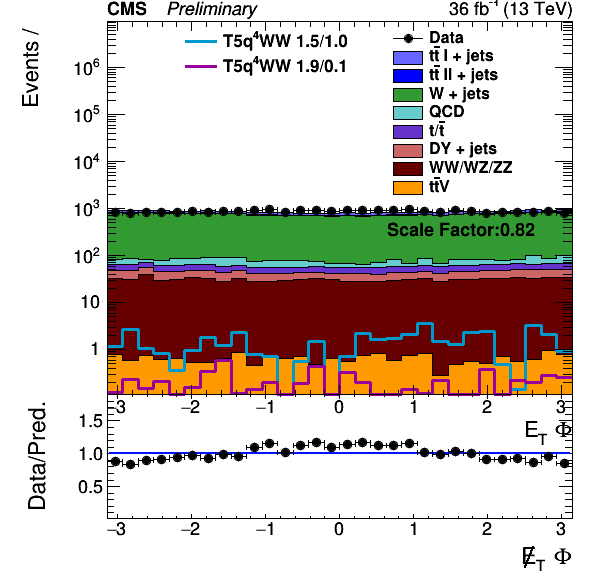 CMS Preliminary 36 fb⁻¹ (13 TeV)
Events /
T5q⁴WW 1.5/1.0
T5q⁴WW 1.9/0.1
Data
tt̄ l + jets
tt̄ ll + jets
W + jets
QCD
t/t̄
DY + jets
WW/WZ/ZZ
tt̄V
Scale Factor:0.82
10⁶
10⁵
10⁴
10³
10²
10
1
−3 −2 −1 0 1 2 3
E̸_T Φ
Data/Pred.
1.5
1.0
0.5
−3 −2 −1 0 1 2 3
E̸_T Φ